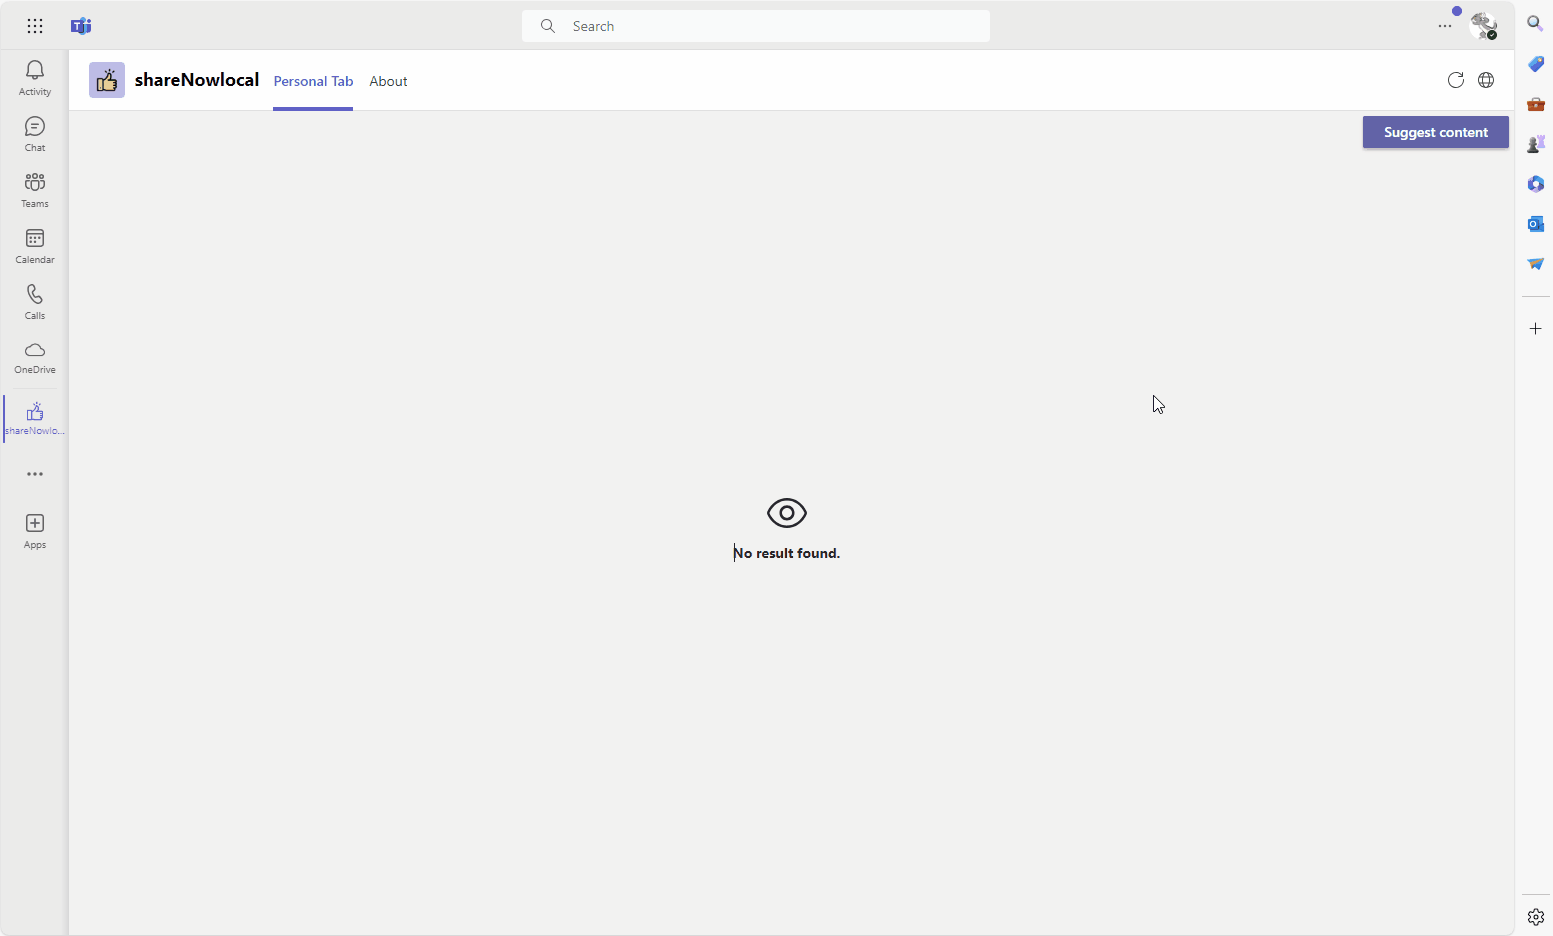 Search
Activity
Chat
Teams
Calendar
Calls
OneDrive
shareNowlo...
Apps
shareNowlocal
Personal Tab
About
Suggest content
No result found.